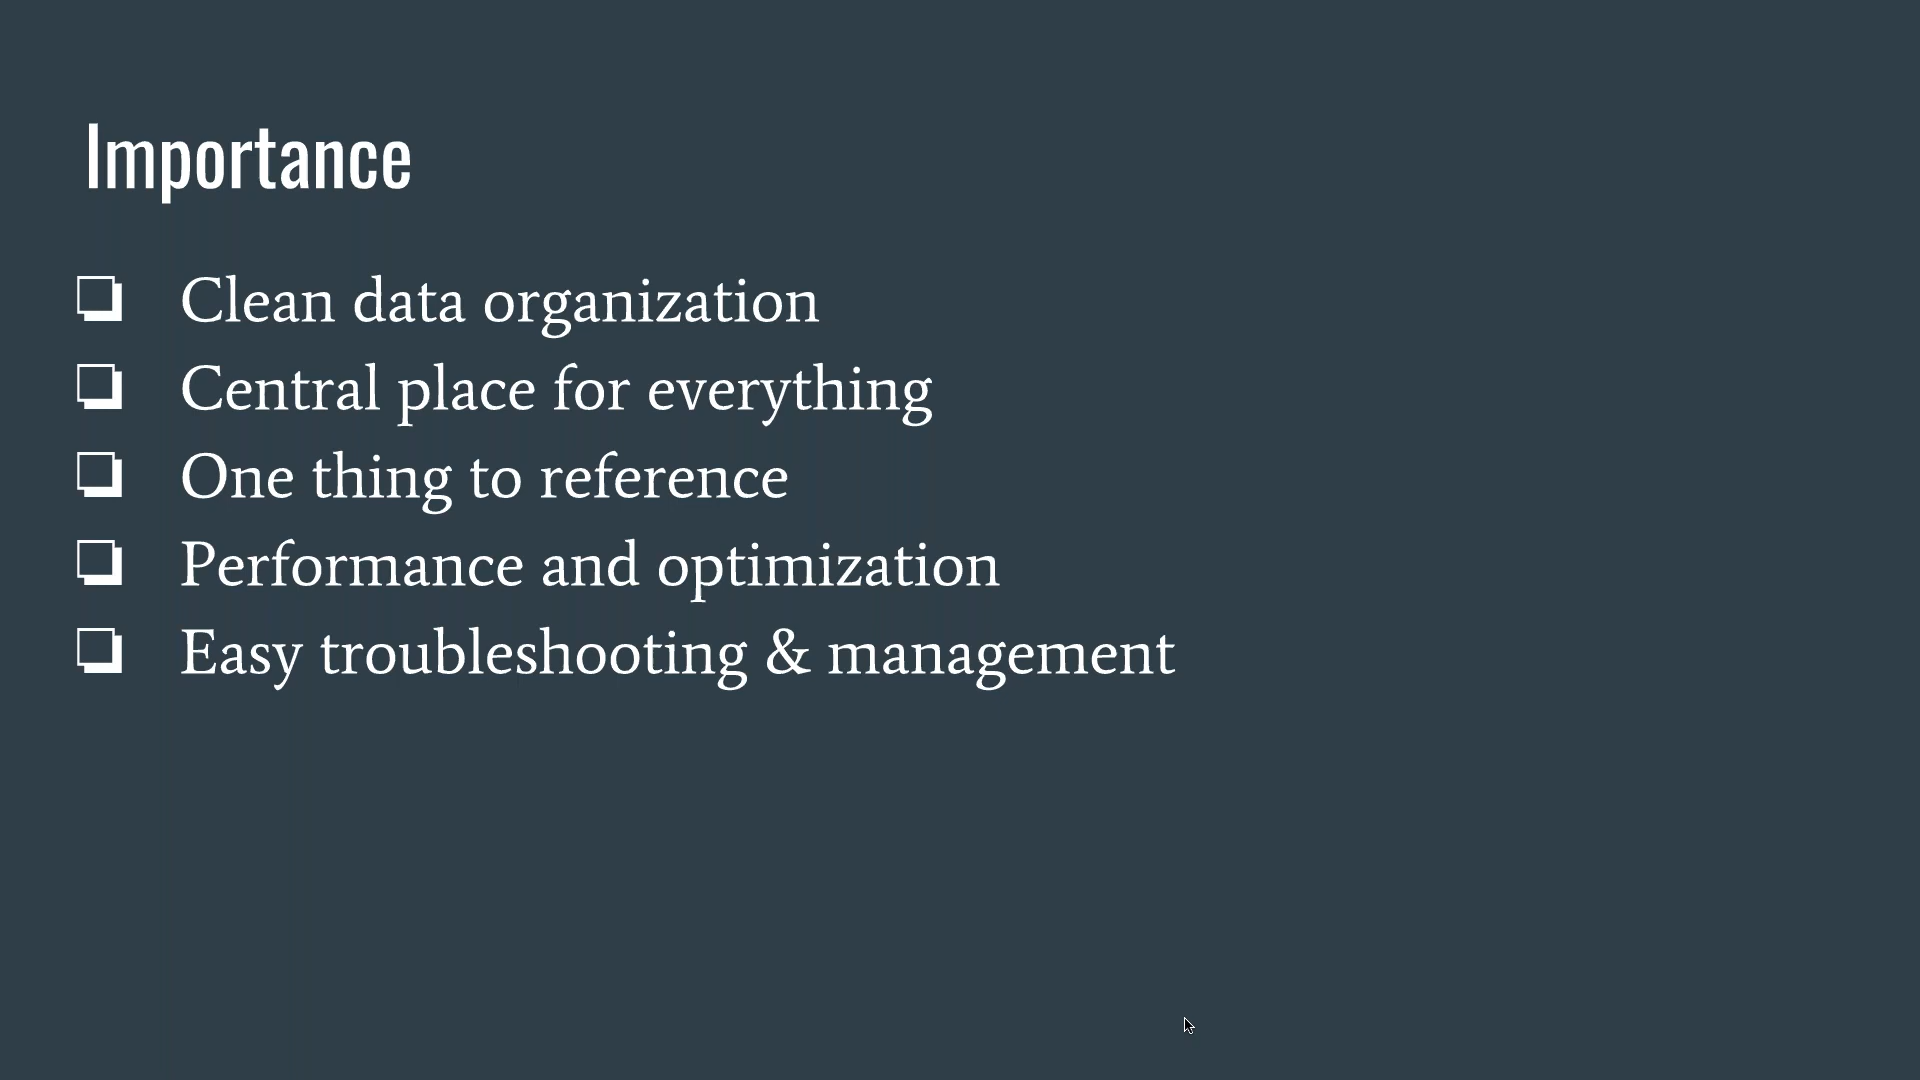 Importance
Clean data organization
Central place for everything
One thing to reference
Performance and optimization
Easy troubleshooting & management